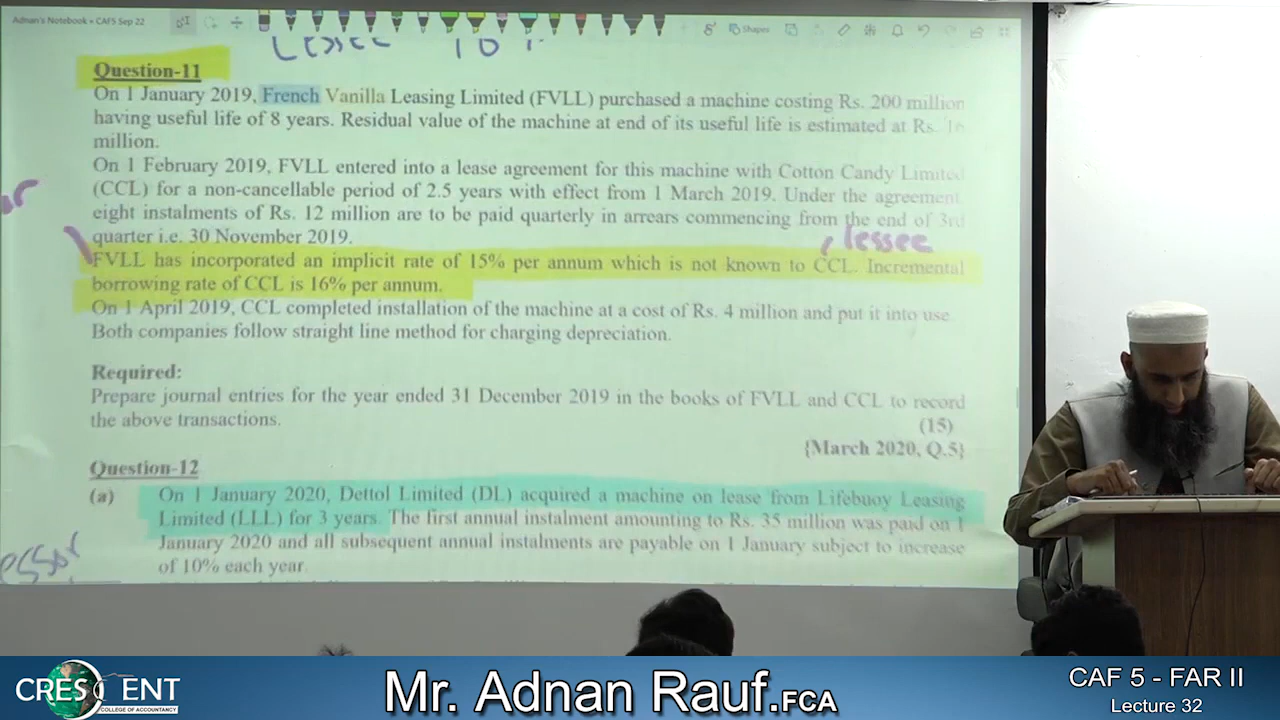 Adnan's Notebook » CAF5 Sep 22
Shapes
Lessee 10
Question-11
On 1 January 2019, French Vanilla Leasing Limited (FVLL) purchased a machine costing Rs. 200 million
having useful life of 8 years. Residual value of the machine at end of its useful life is estimated at Rs. 16
million.
On 1 February 2019, FVLL entered into a lease agreement for this machine with Cotton Candy Limited
(CCL) for a non-cancellable period of 2.5 years with effect from 1 March 2019. Under the agreement,
eight instalments of Rs. 12 million are to be paid quarterly in arrears commencing from the end of 3rd
quarter i.e. 30 November 2019.
lessee
FVLL has incorporated an implicit rate of 15% per annum which is not known to CCL. Incremental
borrowing rate of CCL is 16% per annum.
On 1 April 2019, CCL completed installation of the machine at a cost of Rs. 4 million and put it into use.
Both companies follow straight line method for charging depreciation.
Required:
Prepare journal entries for the year ended 31 December 2019 in the books of FVLL and CCL to record
the above transactions.
(15)
{March 2020, Q.5}
Question-12
(a) On 1 January 2020, Dettol Limited (DL) acquired a machine on lease from Lifebuoy Leasing
Limited (LLL) for 3 years. The first annual instalment amounting to Rs. 35 million was paid on 1
January 2020 and all subsequent annual instalments are payable on 1 January subject to increase
of 10% each year.
CRESCENT
COLLEGE OF ACCOUNTANCY
Mr. Adnan Rauf.FCA
CAF 5 - FAR II
Lecture 32